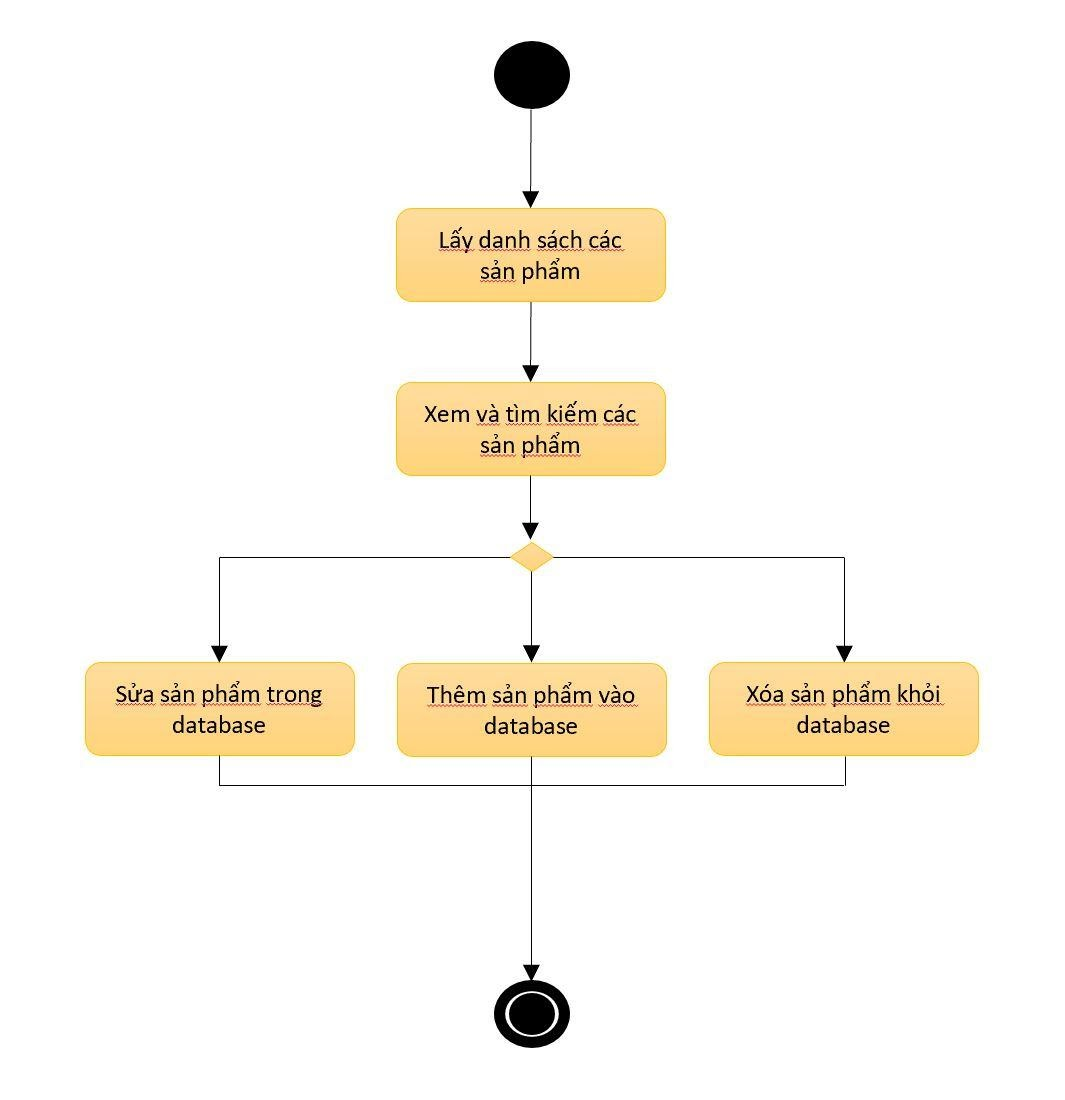 Lấy danh sách các
sản phẩm
Xem và tìm kiếm các
sản phẩm
Sửa sản phẩm trong
database
Thêm sản phẩm vào
database
Xóa sản phẩm khỏi
database